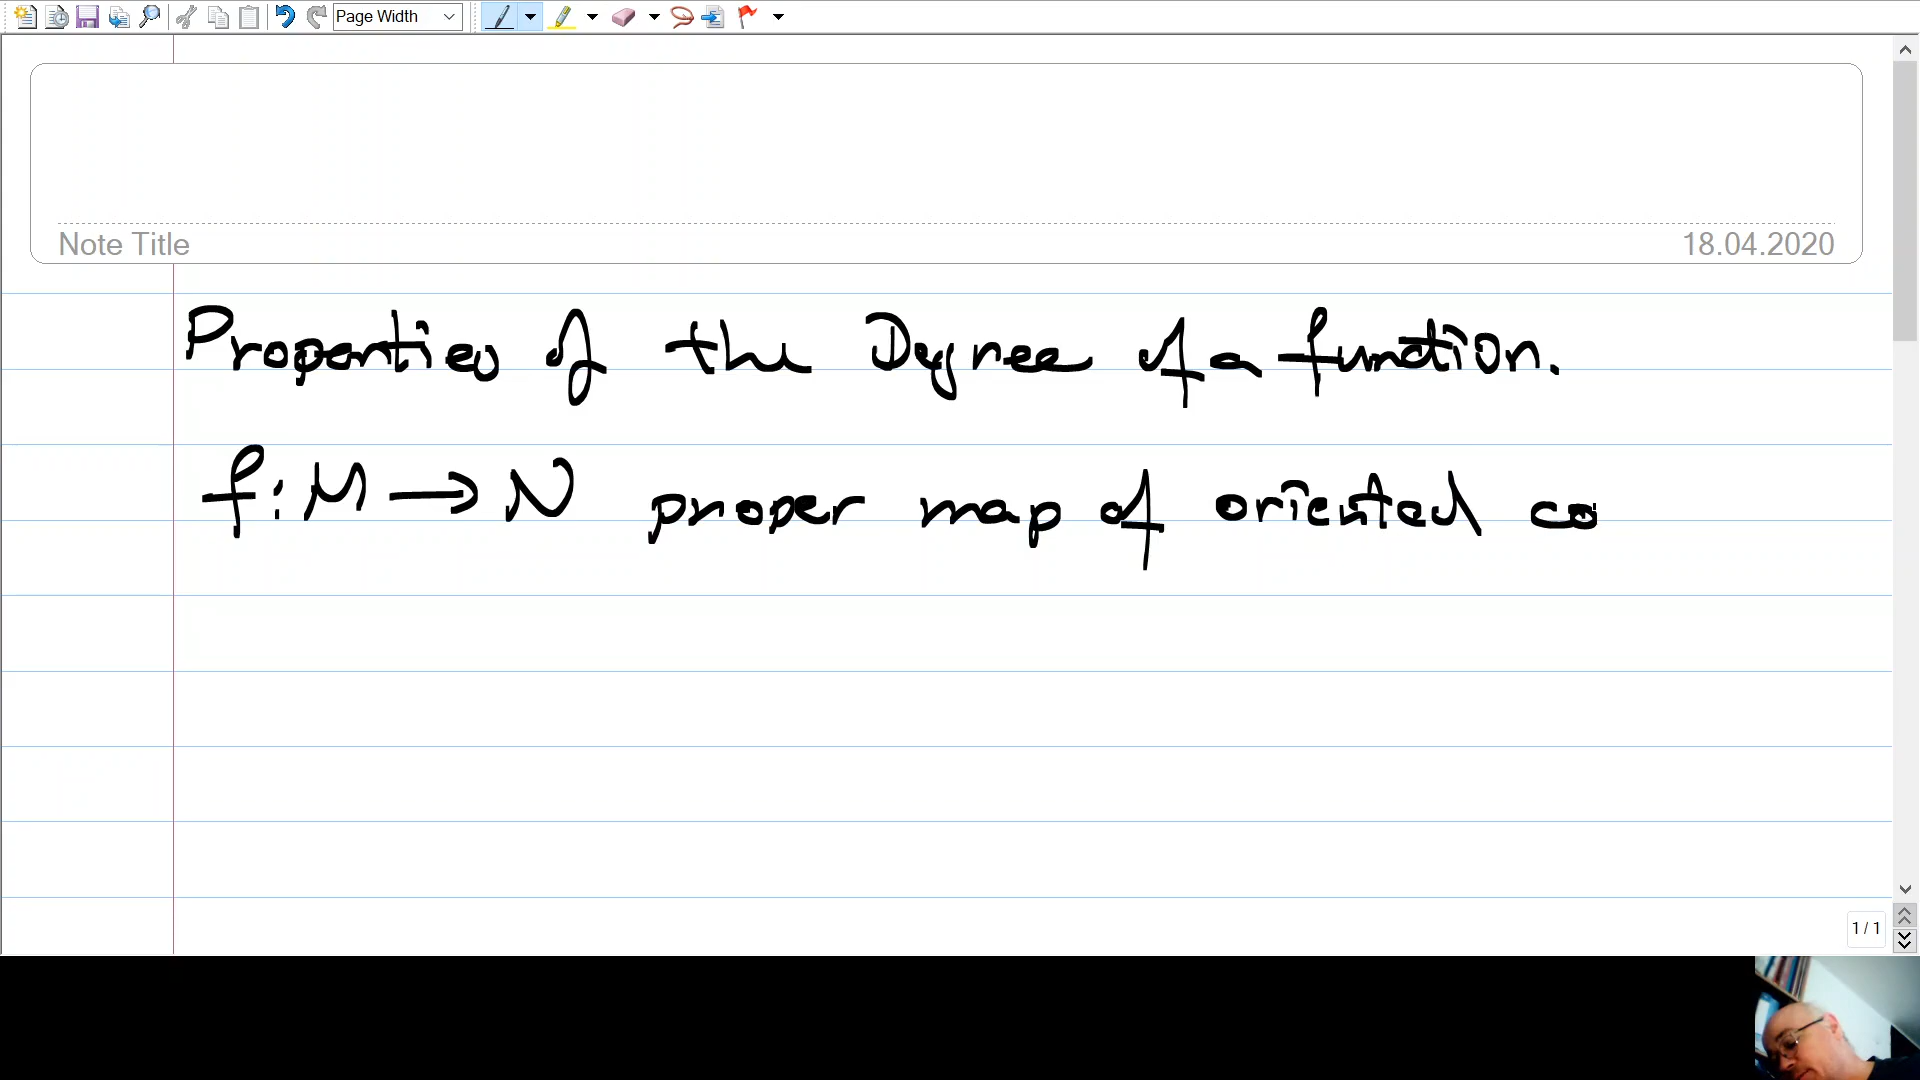 Page Width
Note Title
18.04.2020
Properties of the Degree of a function.
f: M → N proper map of oriented co
1 / 1